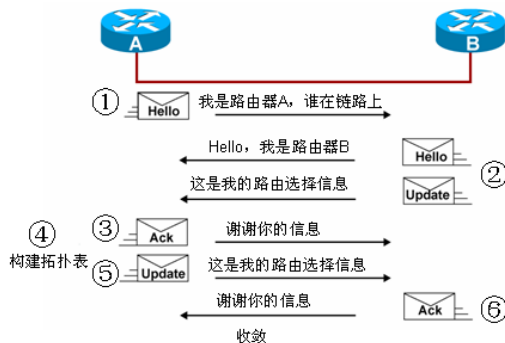 A
B
①
Hello
我是路由器A，谁在链路上
Hello，我是路由器B
Hello
②
这是我的路由选择信息
Update
③
Ack
谢谢你的信息
④
构建拓扑表
⑤
Update
这是我的路由选择信息
谢谢你的信息
Ack
⑥
收敛